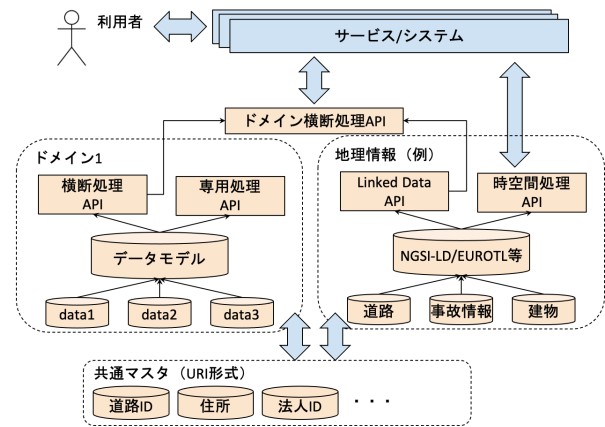 利用者
サービス/システム
ドメイン横断処理API
ドメイン1
横断処理
API
専用処理
API
データモデル
data1
data2
data3
地理情報（例）
Linked Data
API
時空間処理
API
NGSI-LD/EUROTL等
道路
事故情報
建物
共通マスタ（URI形式）
道路ID
住所
法人ID
・・・